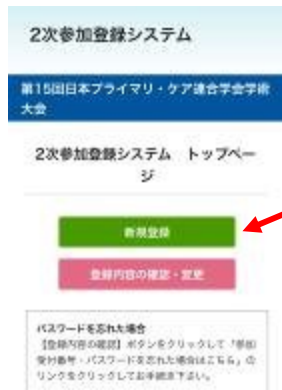 2次参加登録システム
第15回日本プライマリ・ケア連合学会学術
大会
2次参加登録システム トップペー
ジ
新規登録
登録内容の確認・変更
パスワードを忘れた場合
【登録内容の確認】ボタンをクリックして「参加
受付番号・パスワードを忘れた場合はこちら」の
リンクをクリックしてお手続き下さい。